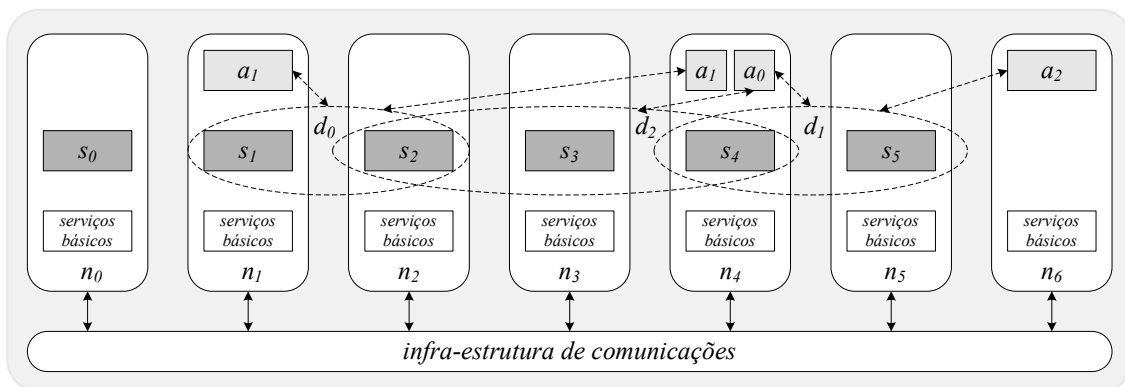 a1 a1 a0 a2
d0 d2 d1
s0 s1 s2 s3 s4 s5
serviços serviços serviços serviços serviços serviços serviços
básicos básicos básicos básicos básicos básicos básicos
n0 n1 n2 n3 n4 n5 n6
infra-estrutura de comunicações